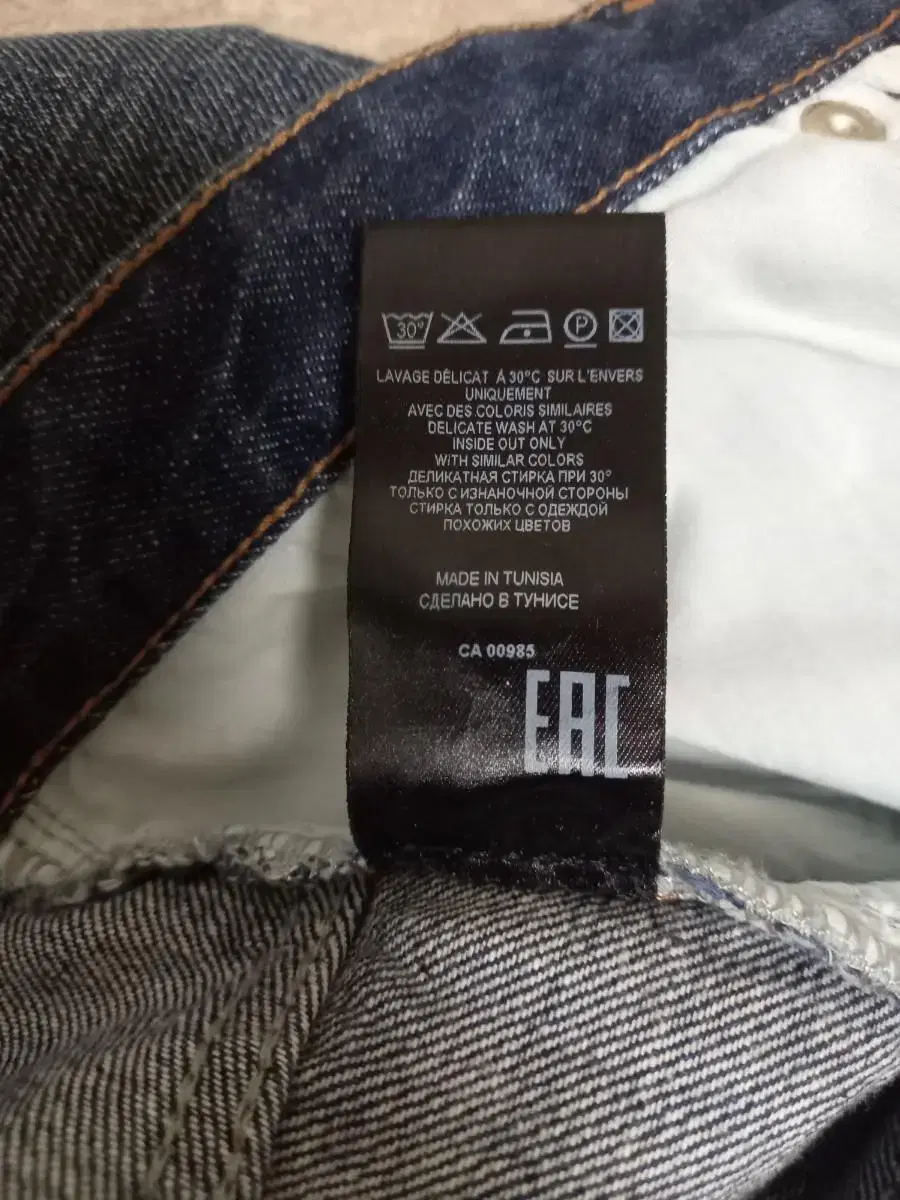 30°
P
LAVAGE DÉLICAT À 30°C SUR L'ENVERS
UNIQUEMENT
AVEC DES COLORIS SIMILAIRES
DELICATE WASH AT 30°C
INSIDE OUT ONLY
WITH SIMILAR COLORS
ДЕЛИКАТНАЯ СТИРКА ПРИ 30°
ТОЛЬКО С ИЗНАНОЧНОЙ СТОРОНЫ
СТИРКА ТОЛЬКО С ОДЕЖДОЙ
ПОХОЖИХ ЦВЕТОВ
MADE IN TUNISIA
СДЕЛАНО В ТУНИСЕ
CA 00985
EAC